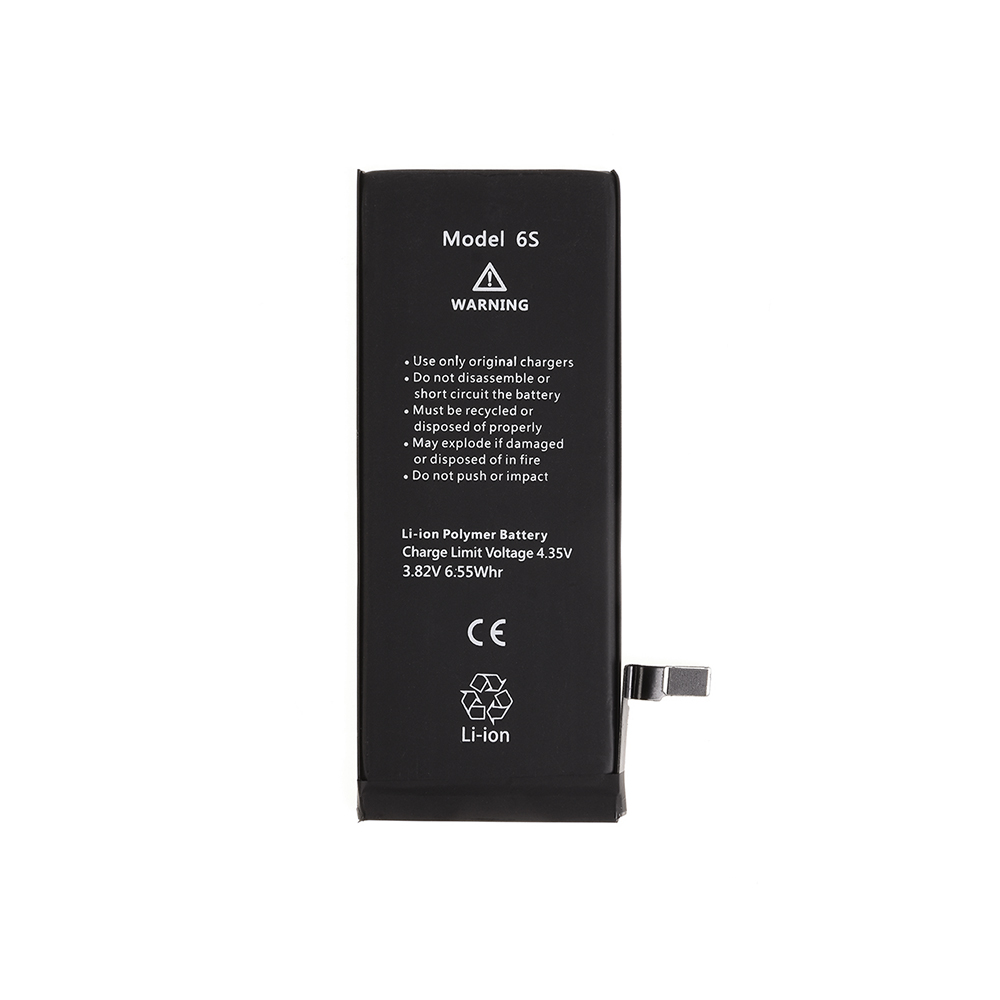 Model 6S
WARNING
• Use only original chargers
• Do not disassemble or
short circuit the battery
• Must be recycled or
disposed of properly
• May explode if damaged
or disposed of in fire
• Do not push or impact
Li-ion Polymer Battery
Charge Limit Voltage 4.35V
3.82V 6.55Whr
CE
Li-ion